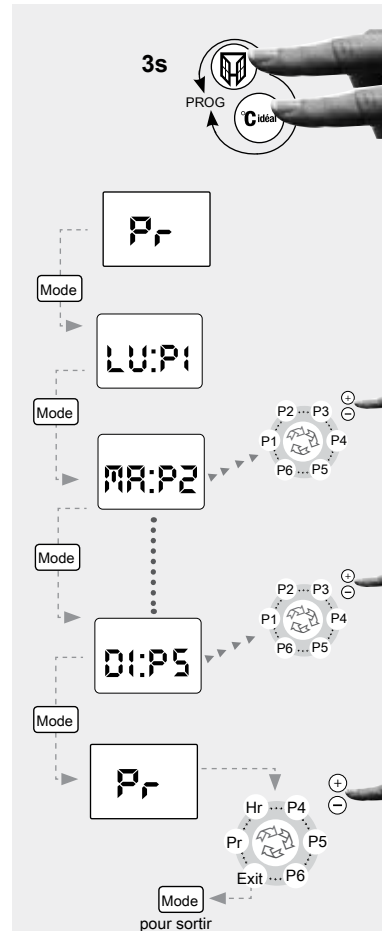 3s
PROG
°C idéal
Pr
Mode
LU:P1
Mode
P2 ··· P3
P1 P4
P6 ··· P5
+
−
MA:P2
Mode
P2 ··· P3
P1 P4
P6 ··· P5
+
−
DI:P5
Mode
Pr
Hr ··· P4
Pr P5
Exit ··· P6
+
−
Mode
pour sortir